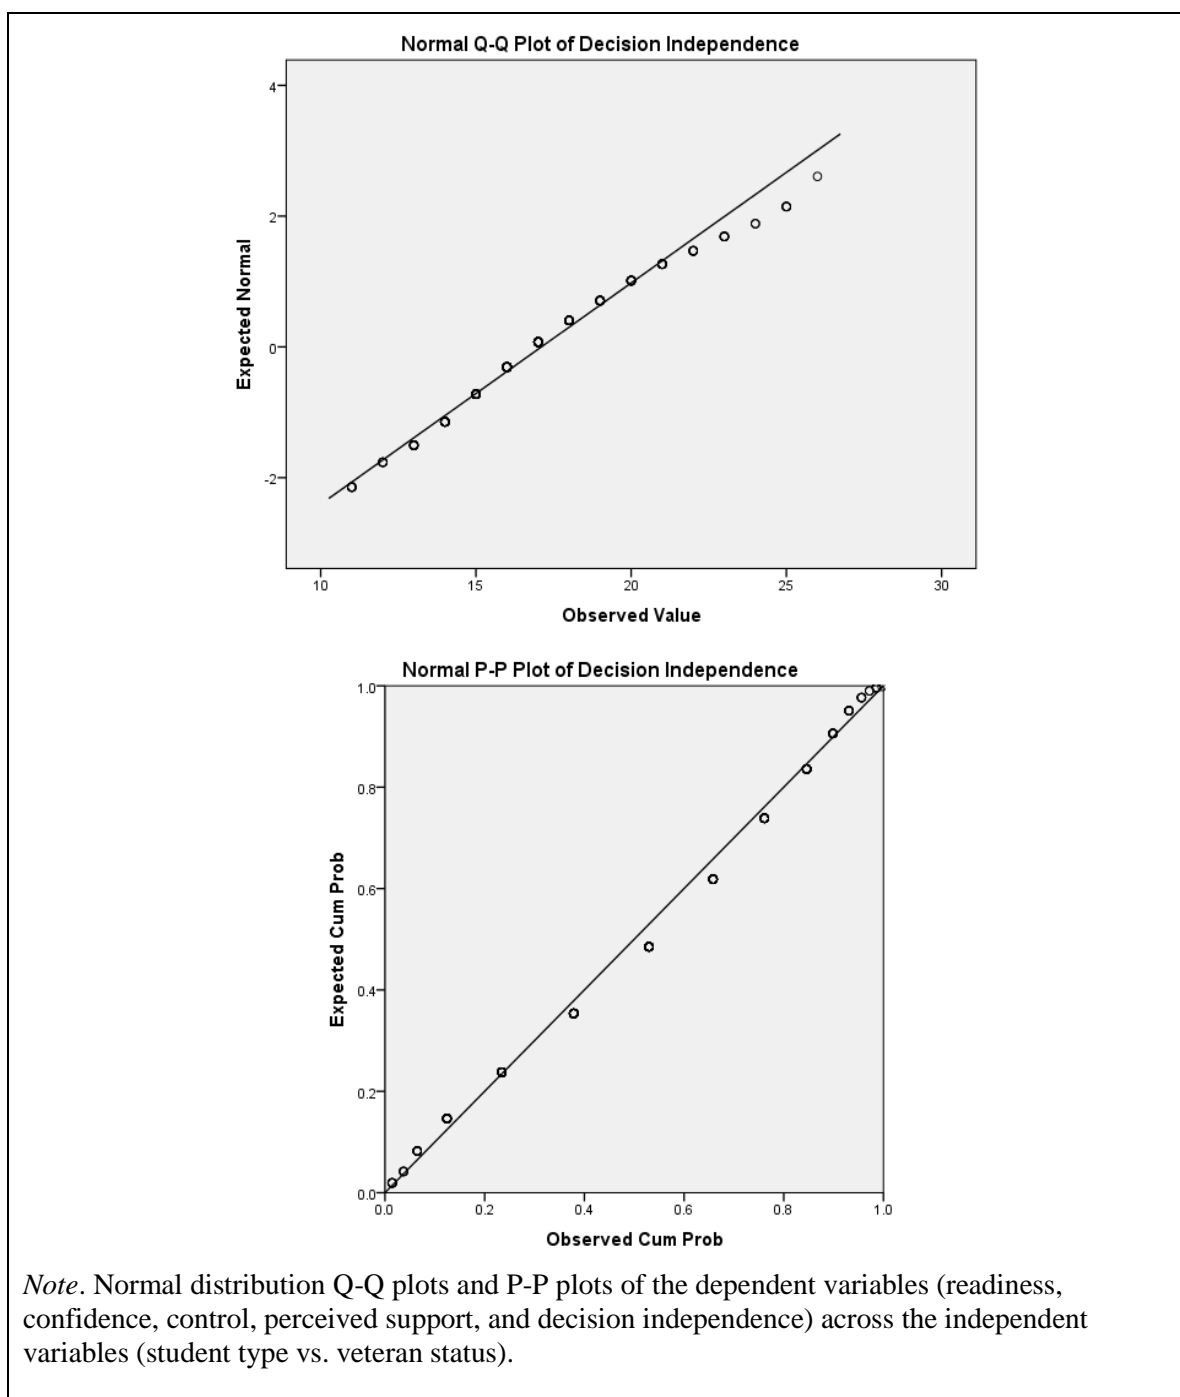 Normal Q-Q Plot of Decision Independence
4
2
0
-2
Expected Normal
10 15 20 25 30
Observed Value
Normal P-P Plot of Decision Independence
1.0
0.8
0.6
0.4
0.2
0.0
Expected Cum Prob
0.0 0.2 0.4 0.6 0.8 1.0
Observed Cum Prob
Note. Normal distribution Q-Q plots and P-P plots of the dependent variables (readiness,
confidence, control, perceived support, and decision independence) across the independent
variables (student type vs. veteran status).